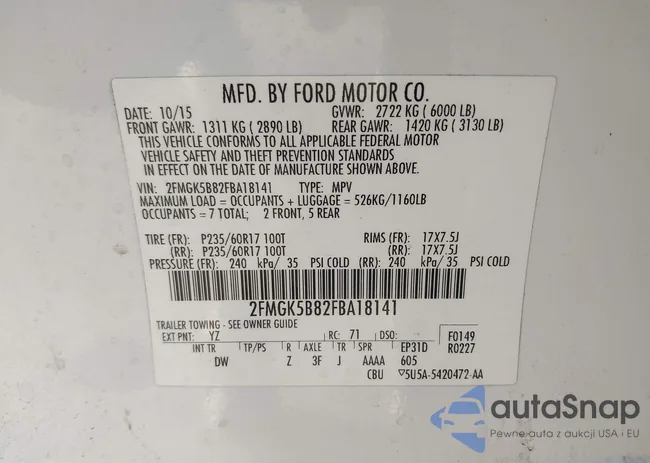 MFD. BY FORD MOTOR CO.
DATE: 10/15 GVWR: 2722 KG ( 6000 LB)
FRONT GAWR: 1311 KG ( 2890 LB) REAR GAWR: 1420 KG ( 3130 LB)
THIS VEHICLE CONFORMS TO ALL APPLICABLE FEDERAL MOTOR
VEHICLE SAFETY AND THEFT PREVENTION STANDARDS
IN EFFECT ON THE DATE OF MANUFACTURE SHOWN ABOVE.
VIN: 2FMGK5B82FBA18141 TYPE: MPV
MAXIMUM LOAD = OCCUPANTS + LUGGAGE = 526KG/1160LB
OCCUPANTS = 7 TOTAL; 2 FRONT, 5 REAR
TIRE (FR): P235/60R17 100T RIMS (FR): 17X7.5J
(RR): P235/60R17 100T (RR): 17X7.5J
PRESSURE (FR): 240 kPa/ 35 PSI COLD (RR): 240 kPa/ 35 PSI COLD
2FMGK5B82FBA18141
TRAILER TOWING - SEE OWNER GUIDE
EXT PNT: YZ RC: 71 DSO: F0149
INT TR TP/PS R AXLE TR SPR EP31D R0227
DW Z 3F J AAAA 605
CBU ▽5U5A-5420472-AA
autaSnap
Pewne auta z aukcji USA i EU